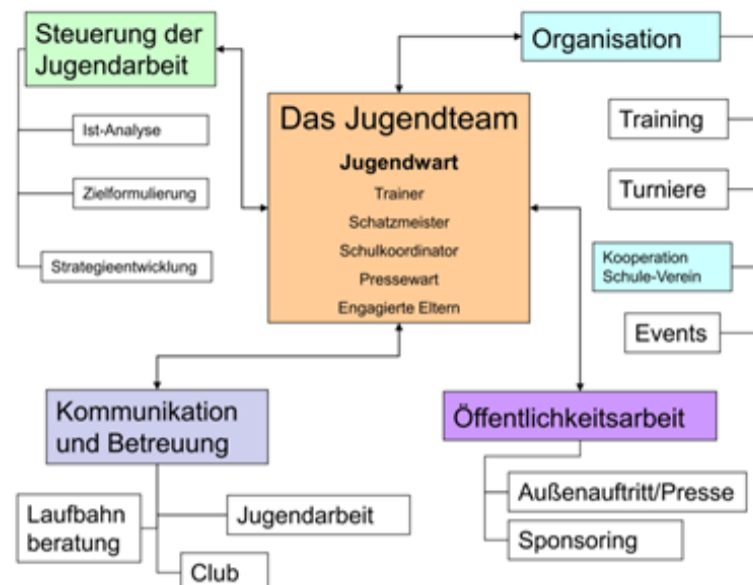 Steuerung der
Jugendarbeit
Ist-Analyse
Zielformulierung
Strategieentwicklung
Organisation
Training
Turniere
Kooperation
Schule-Verein
Events
Das Jugendteam
Jugendwart
Trainer
Schatzmeister
Schulkoordinator
Pressewart
Engagierte Eltern
Kommunikation
und Betreuung
Laufbahn
beratung
Jugendarbeit
Club
Öffentlichkeitsarbeit
Außenauftritt/Presse
Sponsoring